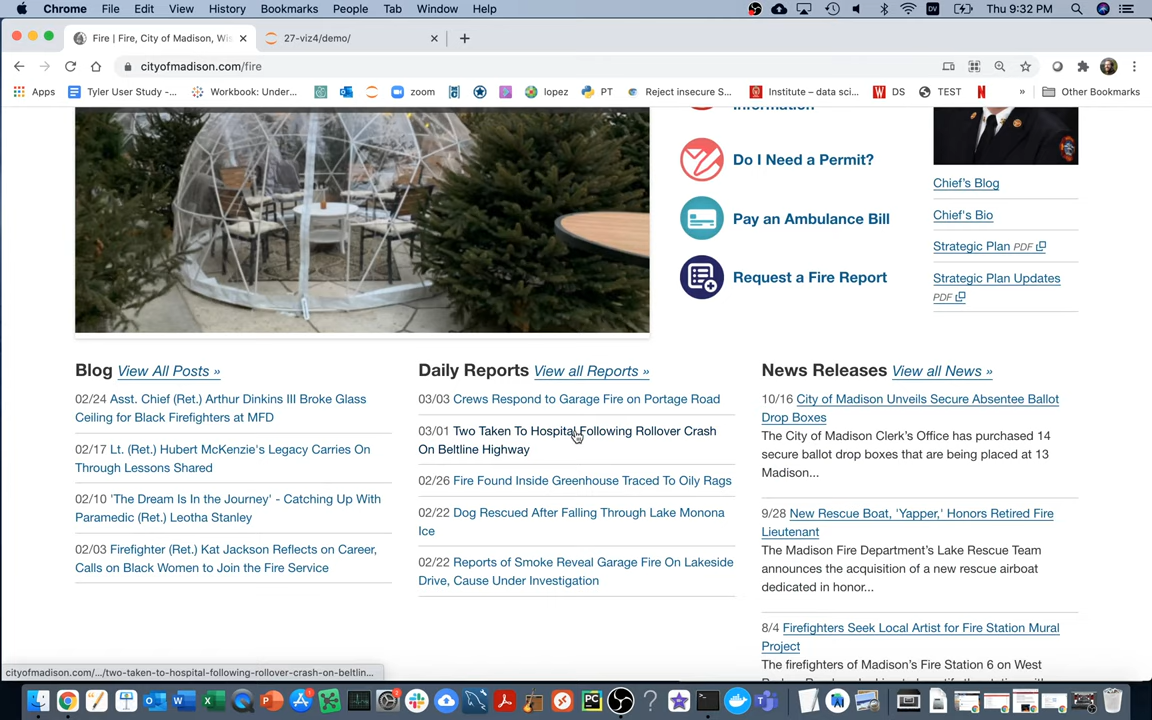 Chrome File Edit View History Bookmarks People Tab Window Help
Thu 9:32 PM
Fire | Fire, City of Madison, Wis
27-viz4/demo/
cityofmadison.com/fire
Apps
Tyler User Study -...
Workbook: Under...
zoom
lopez
PT
Reject insecure S...
Institute – data sci...
DS
TEST
»
Other Bookmarks
Information
Do I Need a Permit?
Pay an Ambulance Bill
Request a Fire Report
Chief's Blog
Chief's Bio
Strategic Plan PDF
Strategic Plan Updates
PDF
Blog View All Posts »
02/24 Asst. Chief (Ret.) Arthur Dinkins III Broke Glass
Ceiling for Black Firefighters at MFD
02/17 Lt. (Ret.) Hubert McKenzie's Legacy Carries On
Through Lessons Shared
02/10 'The Dream Is In the Journey' - Catching Up With
Paramedic (Ret.) Leotha Stanley
02/03 Firefighter (Ret.) Kat Jackson Reflects on Career,
Calls on Black Women to Join the Fire Service
Daily Reports View all Reports »
03/03 Crews Respond to Garage Fire on Portage Road
03/01 Two Taken To Hospital Following Rollover Crash
On Beltline Highway
02/26 Fire Found Inside Greenhouse Traced To Oily Rags
02/22 Dog Rescued After Falling Through Lake Monona
Ice
02/22 Reports of Smoke Reveal Garage Fire On Lakeside
Drive, Cause Under Investigation
News Releases View all News »
10/16 City of Madison Unveils Secure Absentee Ballot
Drop Boxes
The City of Madison Clerk's Office has purchased 14
secure ballot drop boxes that are being placed at 13
Madison...
9/28 New Rescue Boat, 'Yapper,' Honors Retired Fire
Lieutenant
The Madison Fire Department's Lake Rescue Team
announces the acquisition of a new rescue airboat
dedicated in honor...
8/4 Firefighters Seek Local Artist for Fire Station Mural
Project
The firefighters of Madison's Fire Station 6 on West
cityofmadison.com/.../two-taken-to-hospital-following-rollover-crash-on-beltlin...